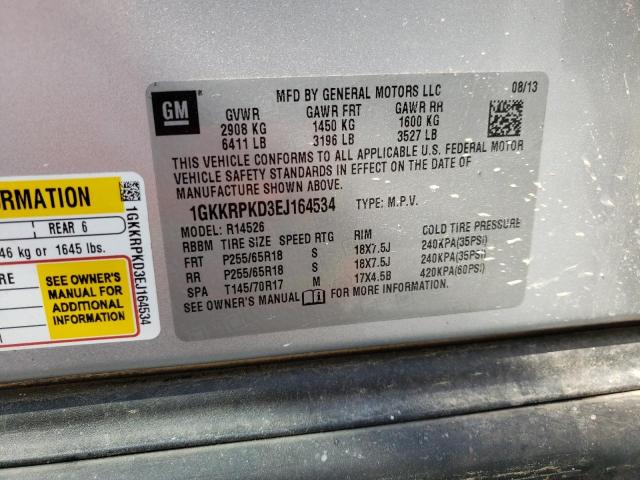 GM
MFD BY GENERAL MOTORS LLC
08/13
GVWR GAWR FRT GAWR RR
2908 KG 1450 KG 1600 KG
6411 LB 3196 LB 3527 LB
THIS VEHICLE CONFORMS TO ALL APPLICABLE U.S. FEDERAL MOTOR
VEHICLE SAFETY STANDARDS IN EFFECT ON THE DATE OF
MANUFACTURE SHOWN ABOVE.
1GKKRPKD3EJ164534 TYPE: M.P.V.
MODEL: R14526
RBBM TIRE SIZE SPEED RTG RIM COLD TIRE PRESSURE
FRT P255/65R18 S 18X7.5J 240KPA(35PSI)
RR P255/65R18 S 18X7.5J 240KPA(35PSI)
SPA T145/70R17 M 17X4.5B 420KPA(60PSI)
SEE OWNER'S MANUAL FOR MORE INFORMATION
REAR 6
46 kg or 1645 lbs.
SEE OWNER'S
MANUAL FOR
ADDITIONAL
INFORMATION
1GKKRPKD3EJ164534